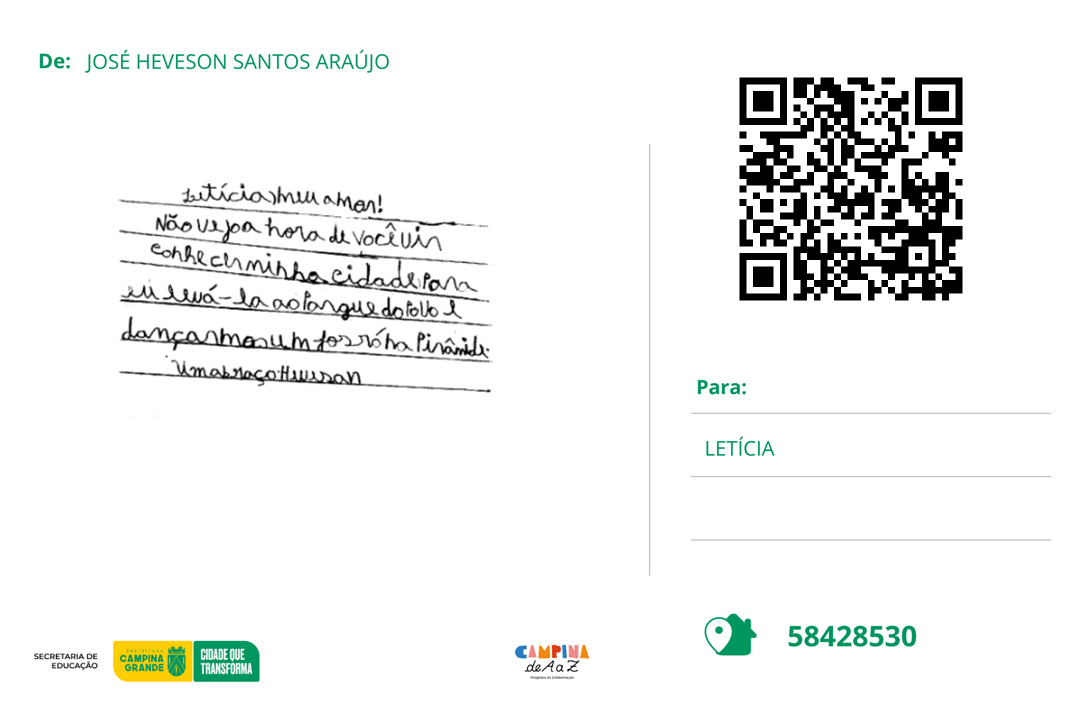 De: JOSÉ HEVESON SANTOS ARAÚJO
Letícia meu amor!
Não vejo a hora de você vir
conhecer minha cidade para
eu levá-la ao Parque do Povo e
dançarmos um forró na Pirâmide.
Um abraço Heveson
Para:
LETÍCIA
58428530
SECRETARIA DE
EDUCAÇÃO
PREFEITURA
CAMPINA
GRANDE
CIDADE QUE
TRANSFORMA
CAMPINA
de A a Z
Programa de Alfabetização